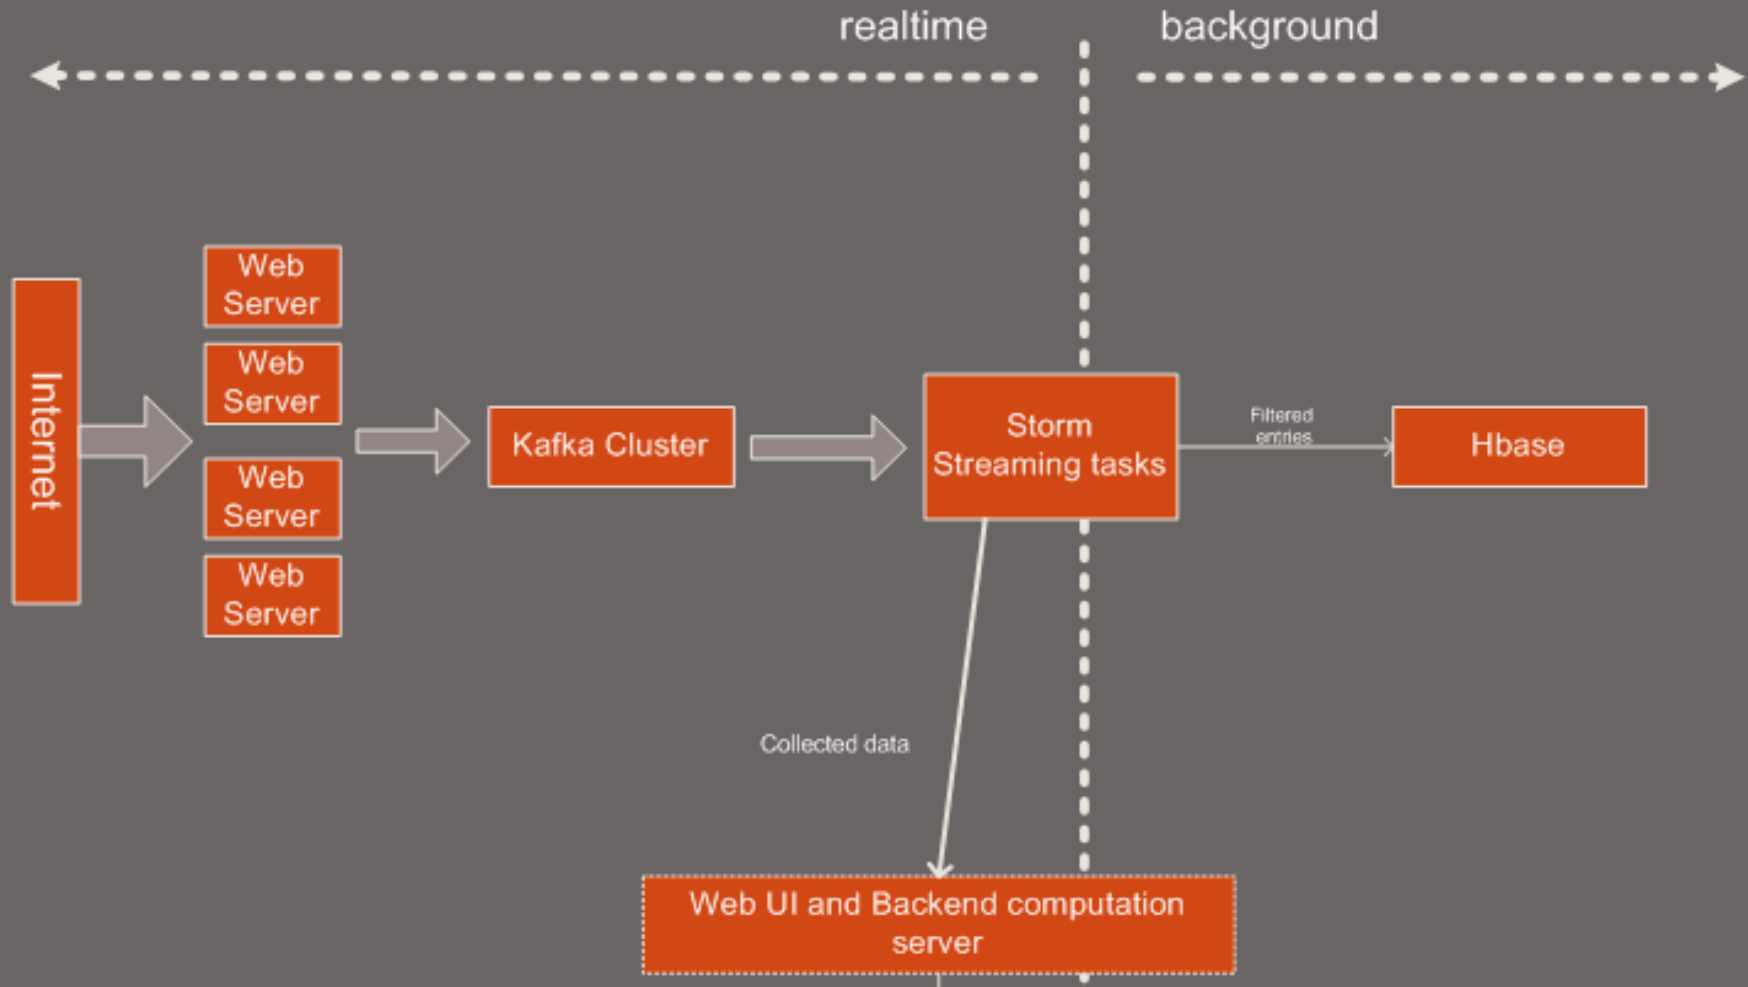 realtime
background
Internet
Web
Server
Web
Server
Web
Server
Web
Server
Kafka Cluster
Storm
Streaming tasks
Filtered
entries
Hbase
Collected data
Web UI and Backend computation
server